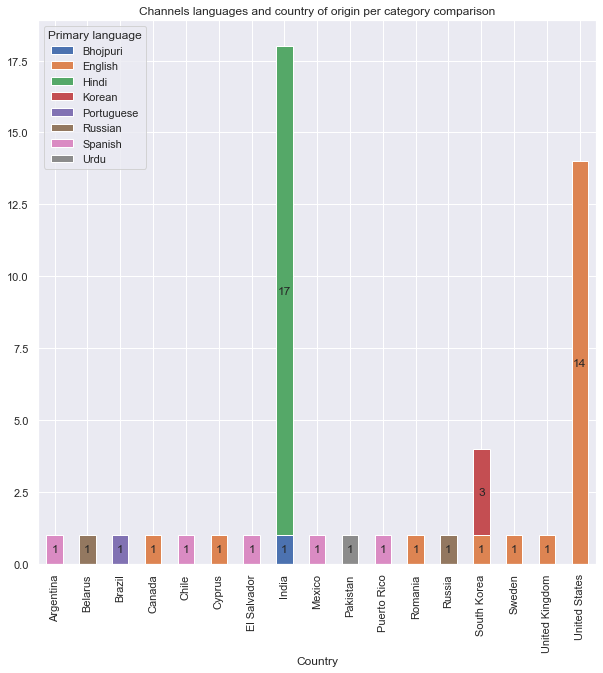 Channels languages and country of origin per category comparison
Primary language
Bhojpuri
English
Hindi
Korean
Portuguese
Russian
Spanish
Urdu
17.5
15.0
12.5
10.0
7.5
5.0
2.5
0.0
17
14
3
1 1 1 1 1 1 1 1 1 1 1 1 1 1 1 1
Argentina
Belarus
Brazil
Canada
Chile
Cyprus
El Salvador
India
Mexico
Pakistan
Puerto Rico
Romania
Russia
South Korea
Sweden
United Kingdom
United States
Country